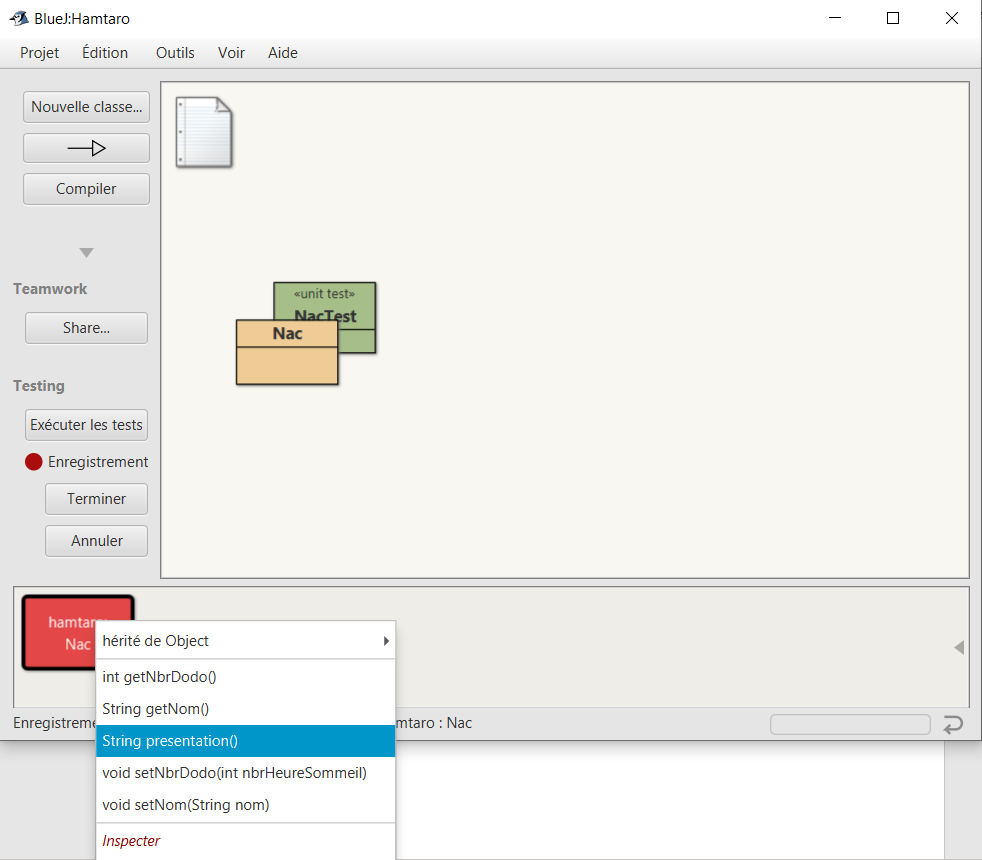 BlueJ:Hamtaro
Projet Édition Outils Voir Aide
Nouvelle classe...
Compiler
Teamwork
Share...
Testing
Exécuter les tests
Enregistrement
Terminer
Annuler
«unit test»
NacTest
Nac
Nac
hérité de Object
int getNbrDodo()
String getNom()
String presentation()
void setNbrDodo(int nbrHeureSommeil)
void setNom(String nom)
Inspecter
: Nac